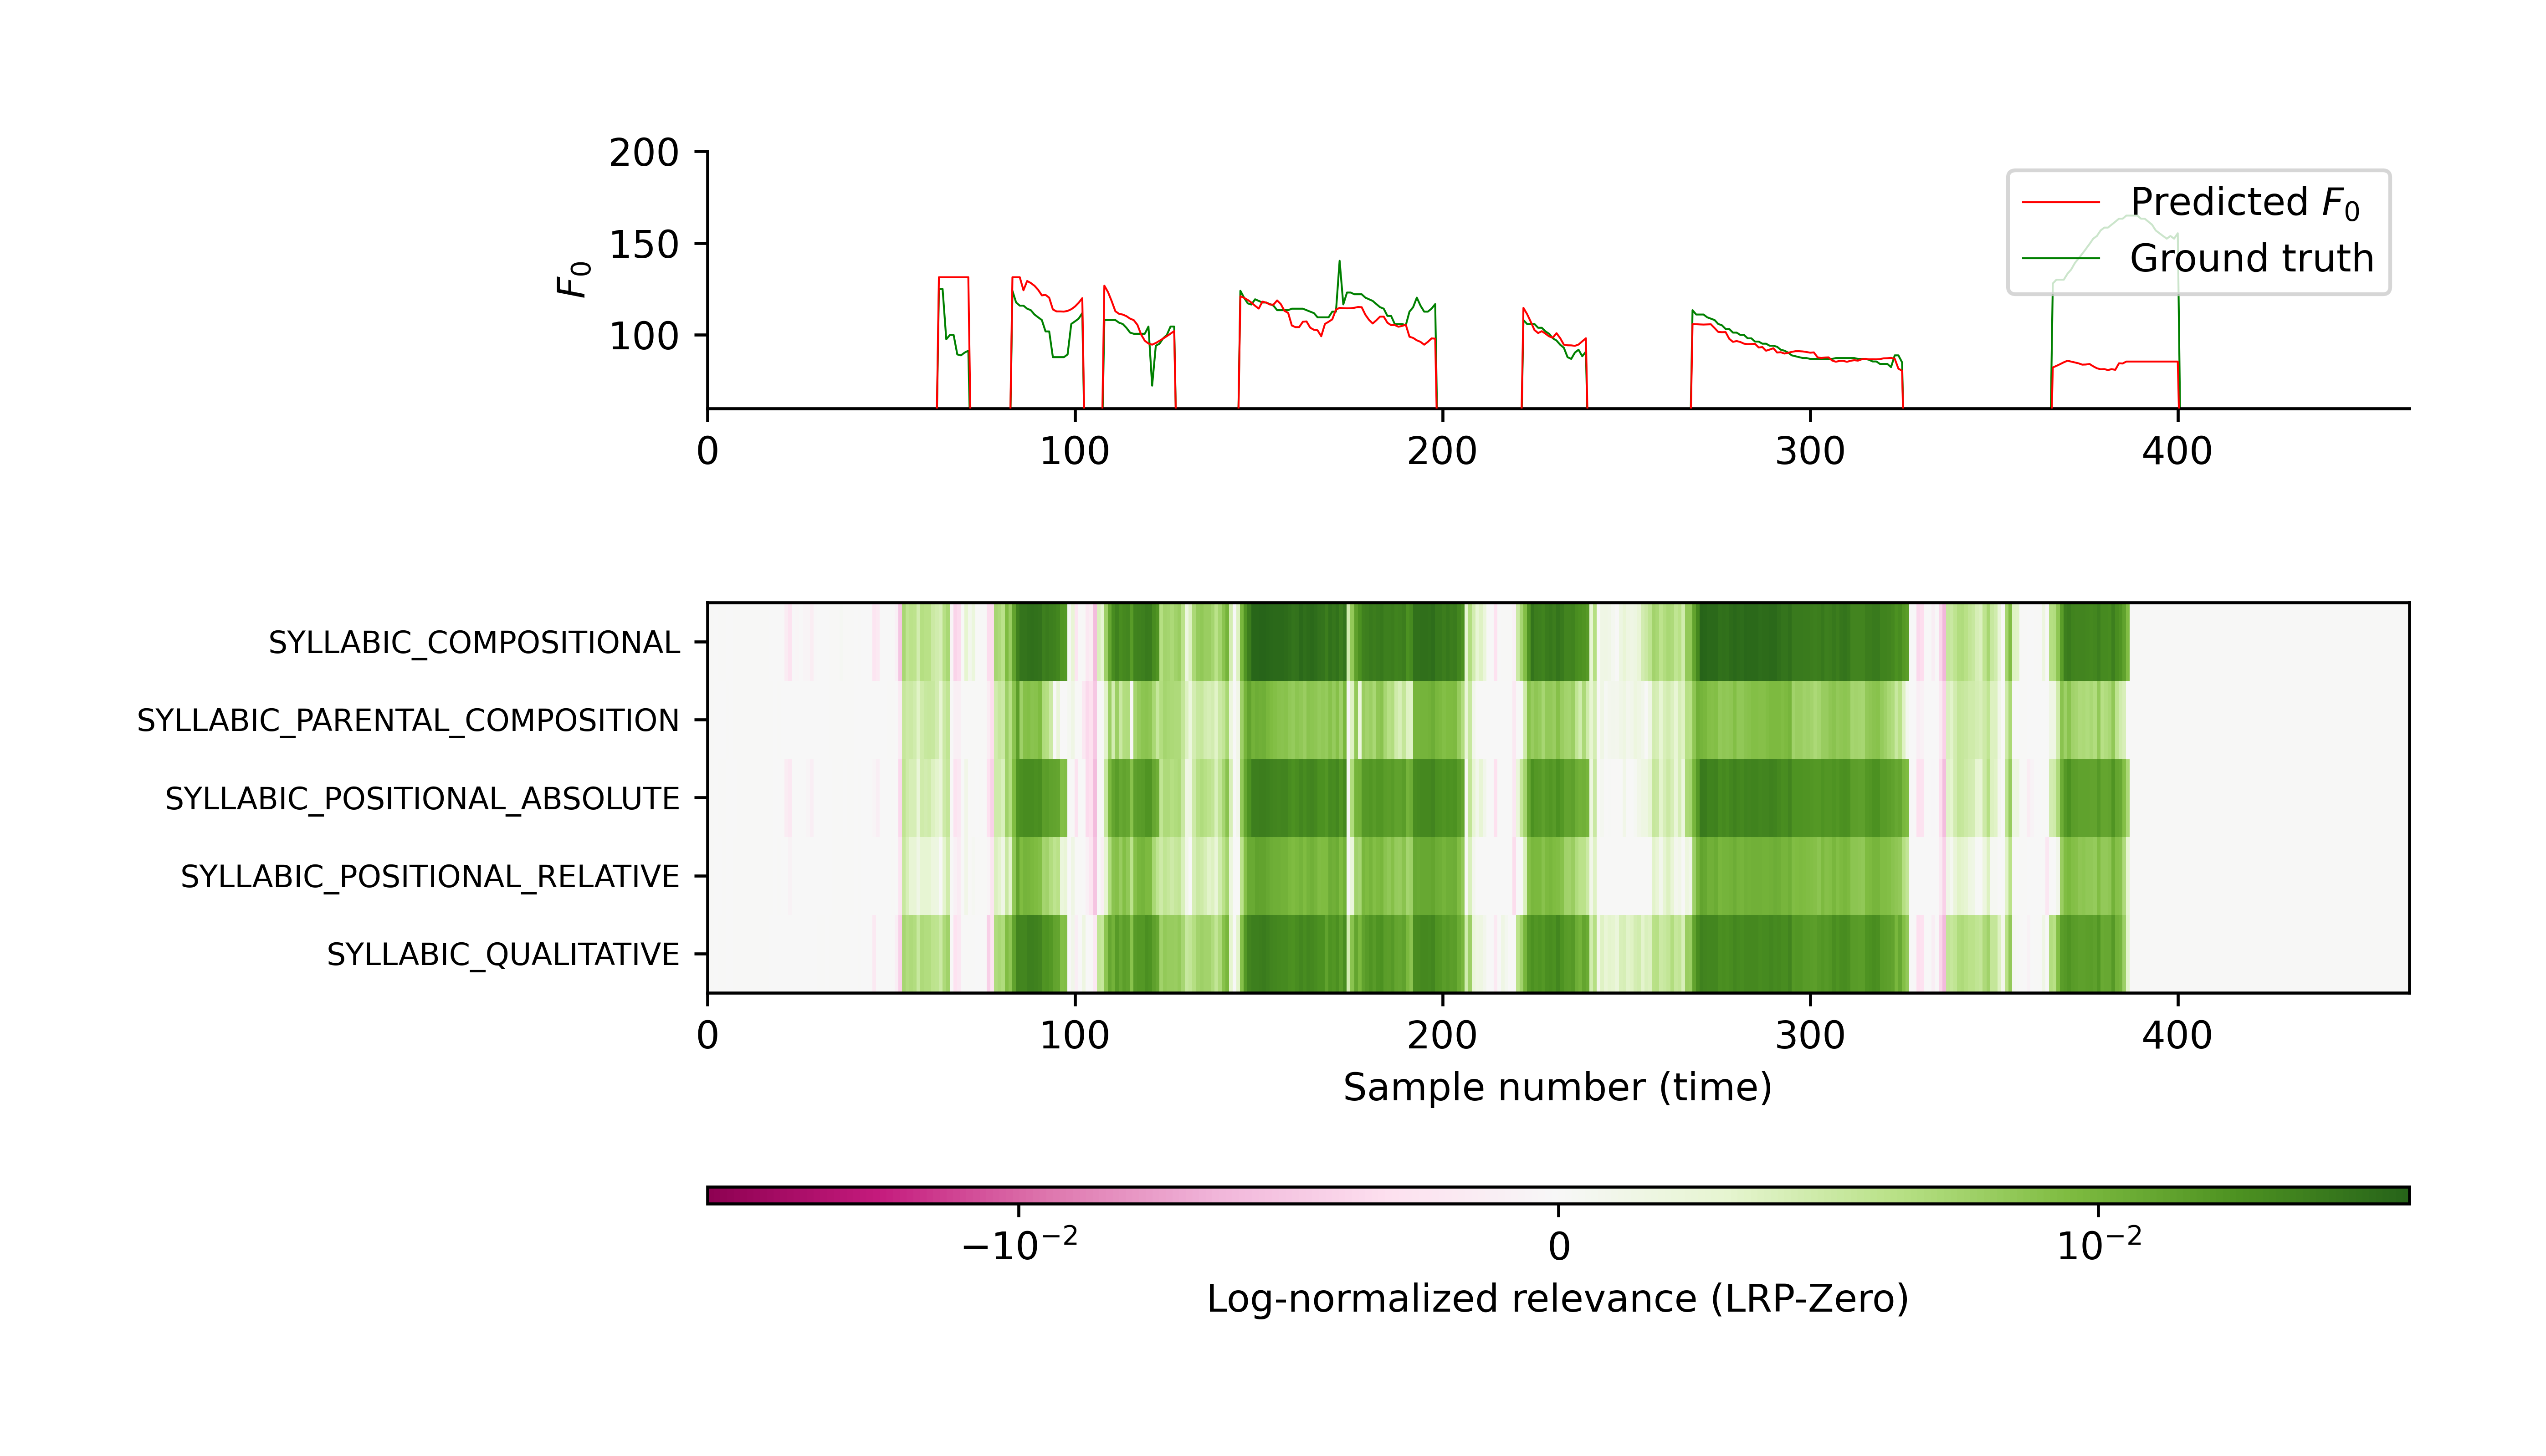 200
150
100
F₀
Predicted F₀
Ground truth
0 100 200 300 400
SYLLABIC_COMPOSITIONAL
SYLLABIC_PARENTAL_COMPOSITION
SYLLABIC_POSITIONAL_ABSOLUTE
SYLLABIC_POSITIONAL_RELATIVE
SYLLABIC_QUALITATIVE
0 100 200 300 400
Sample number (time)
−10⁻² 0 10⁻²
Log-normalized relevance (LRP-Zero)